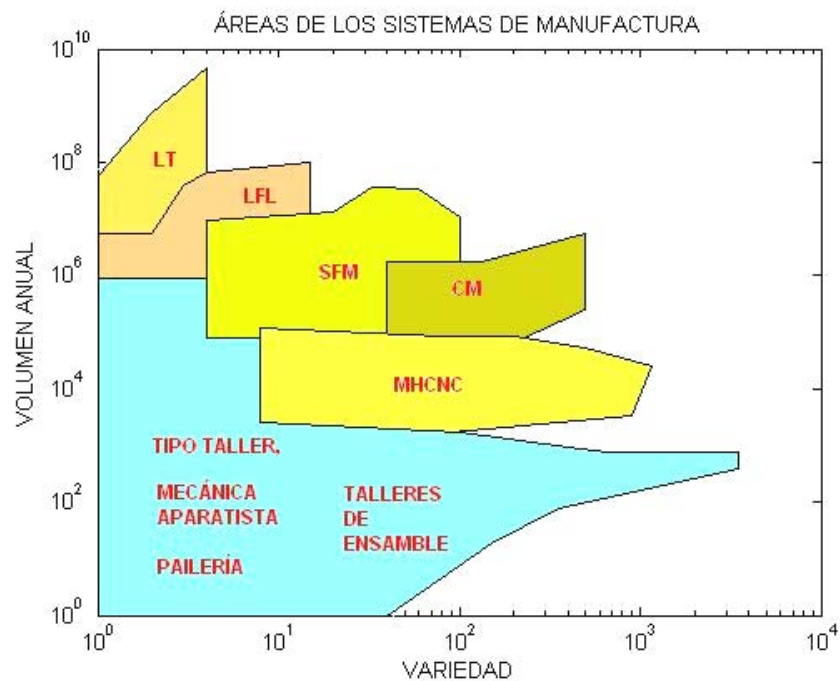 ÁREAS DE LOS SISTEMAS DE MANUFACTURA
10^10
10^8
10^6
10^4
10^2
10^0
VOLUMEN ANUAL
LT
LFL
SFM
CM
MHCNC
TIPO TALLER,
MECÁNICA
APARATISTA
PAILERÍA
TALLERES
DE
ENSAMBLE
10^0
10^1
10^2
10^3
10^4
VARIEDAD